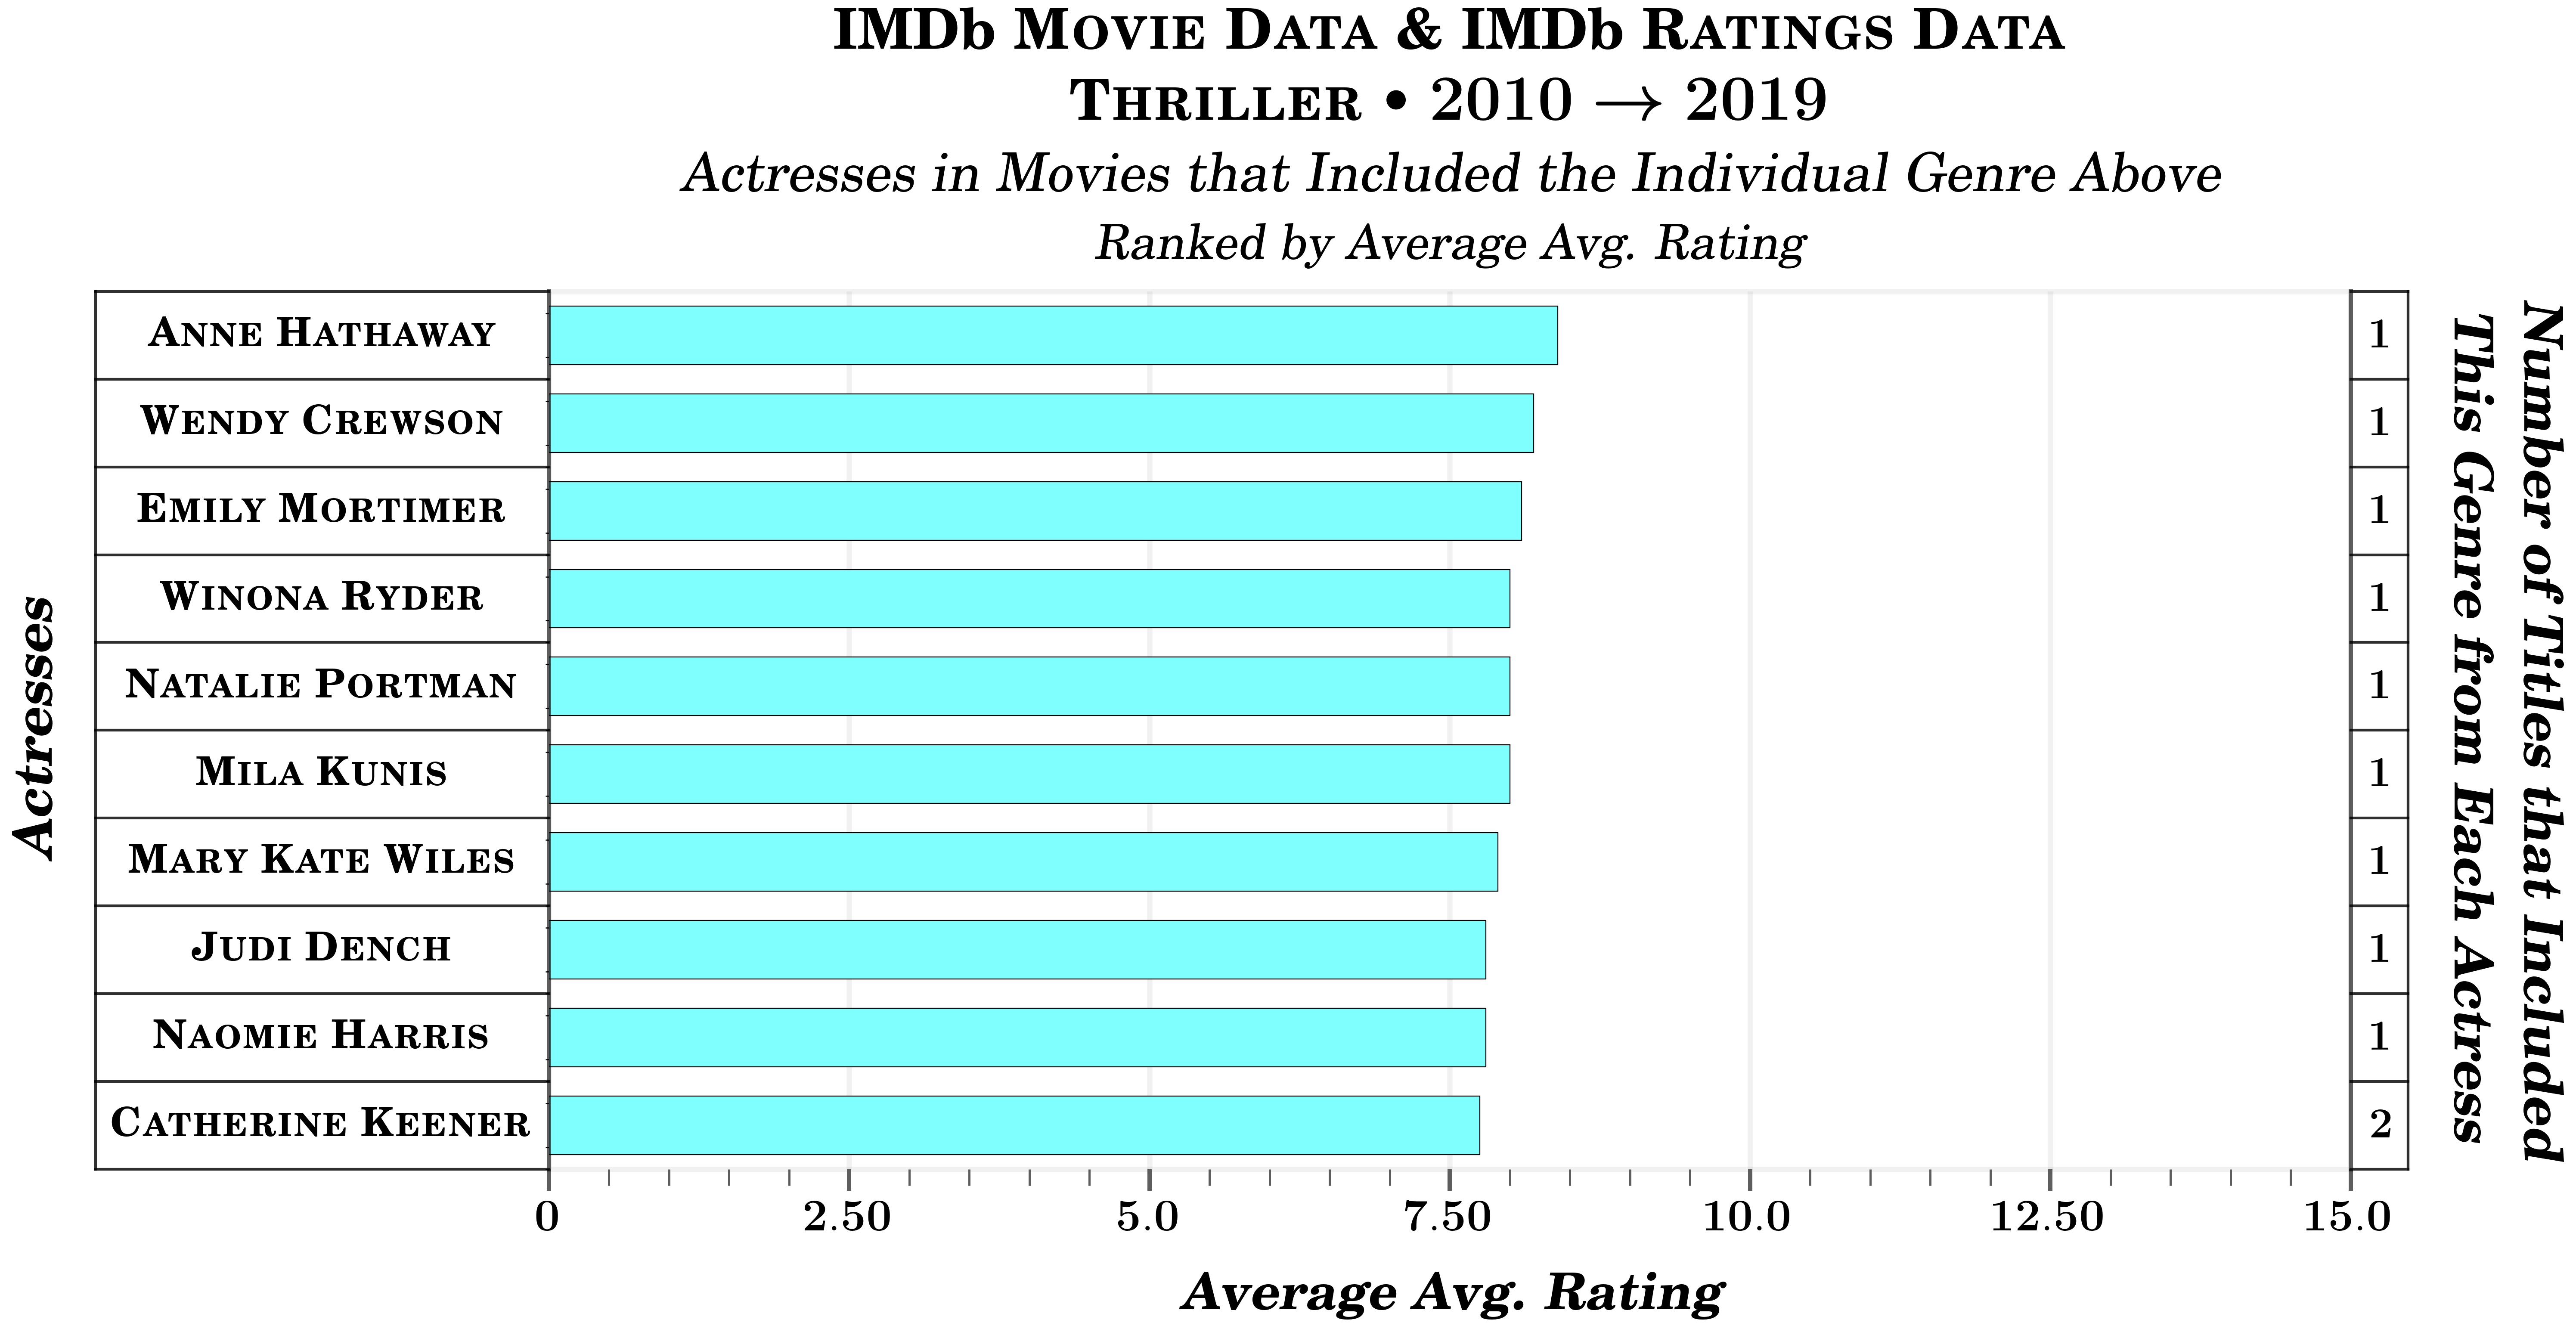 IMDb Movie Data & IMDb Ratings Data
Thriller • 2010 → 2019
Actresses in Movies that Included the Individual Genre Above
Ranked by Average Avg. Rating
Actresses
Anne Hathaway
1
Wendy Crewson
1
Emily Mortimer
1
Winona Ryder
1
Natalie Portman
1
Mila Kunis
1
Mary Kate Wiles
1
Judi Dench
1
Naomie Harris
1
Catherine Keener
2
Number of Titles that Included
This Genre from Each Actress
0 2.50 5.0 7.50 10.0 12.50 15.0
Average Avg. Rating